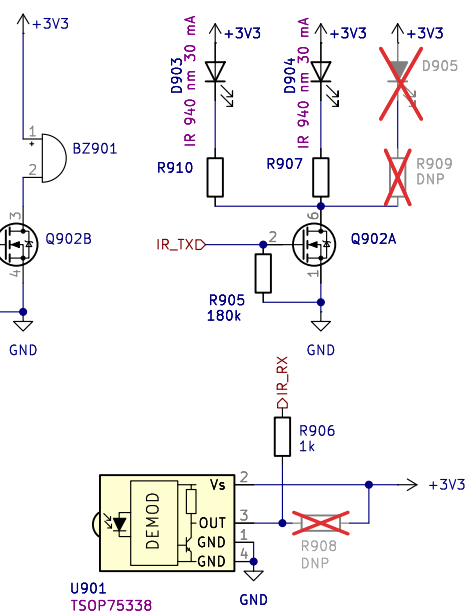 +3V3
+3V3
+3V3
+3V3
D903
IR 940 nm 30 mA
D904
IR 940 nm 30 mA
D905
1
+
2
BZ901
R910
R907
R909
DNP
3
Q902B
4
6
Q902A
IR_TX
2
1
R905
180k
GND
GND
IR_RX
R906
1k
Vs
2
+3V3
DEMOD
OUT
3
GND
1
GND
4
R908
DNP
U901
TSOP75338
GND